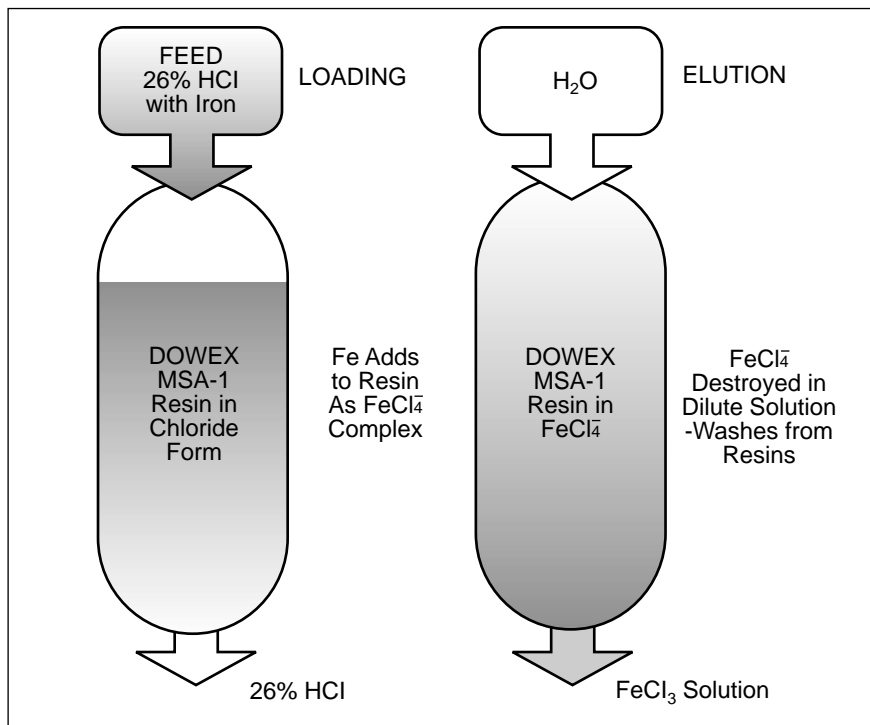 FEED
26% HCl
with Iron
LOADING
DOWEX
MSA-1
Resin in
Chloride
Form
Fe Adds
to Resin
As FeCl₄⁻
Complex
26% HCl
H₂O
ELUTION
DOWEX
MSA-1
Resin in
FeCl₄⁻
FeCl₄⁻
Destroyed in
Dilute Solution
-Washes from
Resins
FeCl₃ Solution